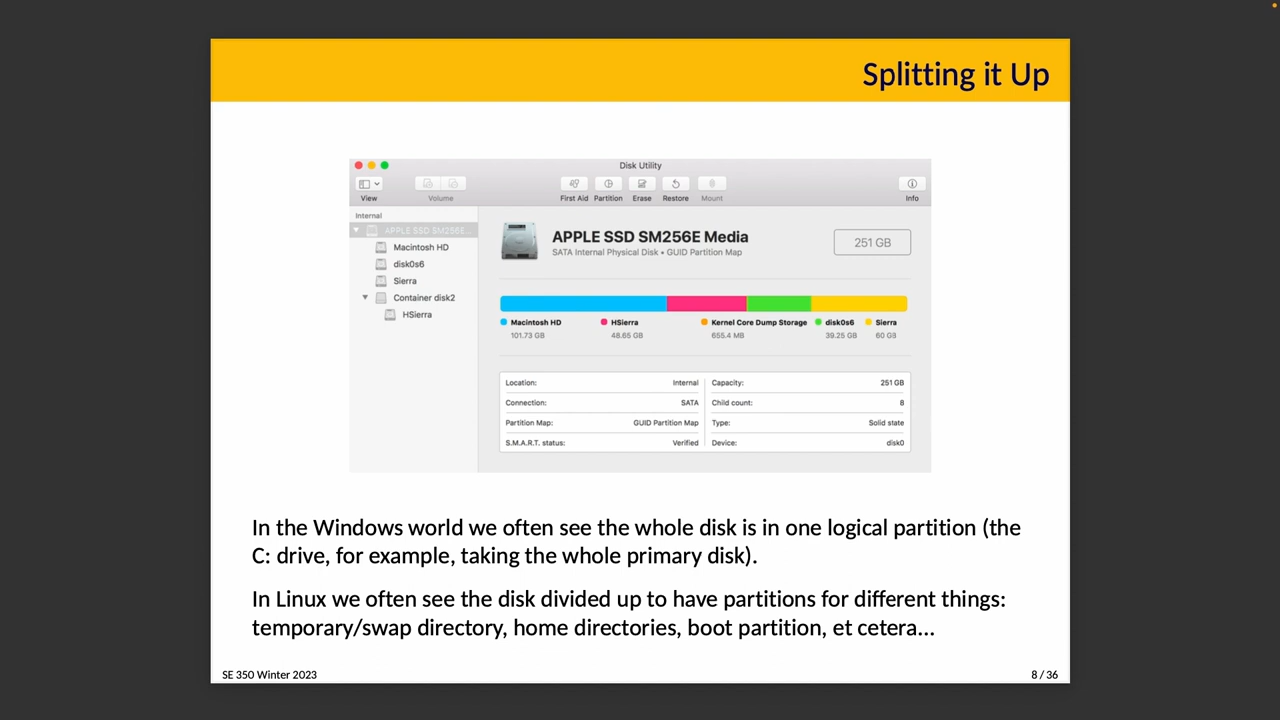 Splitting it Up
Disk Utility
View
Volume
First Aid
Partition
Erase
Restore
Mount
Info
Internal
APPLE SSD SM256E...
Macintosh HD
disk0s6
Sierra
Container disk2
HSierra
APPLE SSD SM256E Media
SATA Internal Physical Disk • GUID Partition Map
251 GB
Macintosh HD
101.73 GB
HSierra
48.65 GB
Kernel Core Dump Storage
655.4 MB
disk0s6
39.25 GB
Sierra
60 GB
Location: Internal
Connection: SATA
Partition Map: GUID Partition Map
S.M.A.R.T. status: Verified
Capacity: 251 GB
Child count: 8
Type: Solid state
Device: disk0
In the Windows world we often see the whole disk is in one logical partition (the
C: drive, for example, taking the whole primary disk).
In Linux we often see the disk divided up to have partitions for different things:
temporary/swap directory, home directories, boot partition, et cetera...
SE 350 Winter 2023
8 / 36